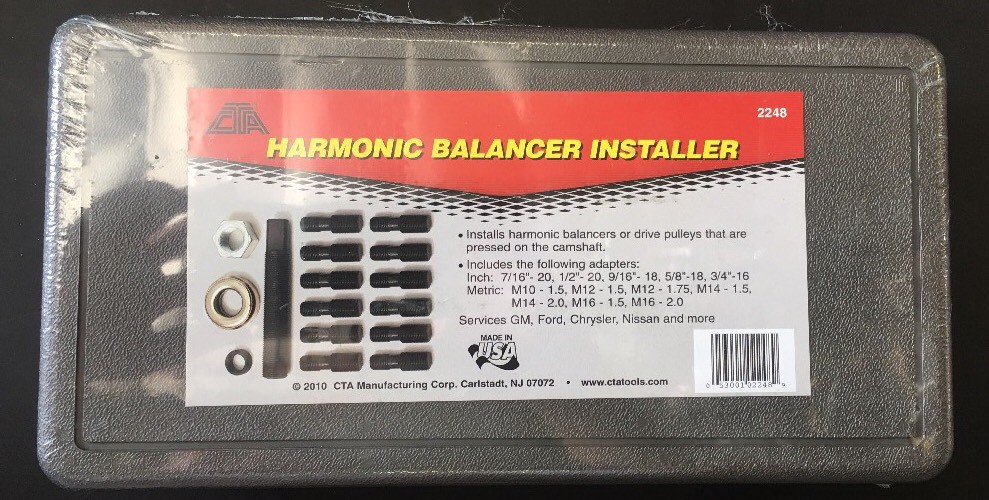 CTA
2248
HARMONIC BALANCER INSTALLER
• Installs harmonic balancers or drive pulleys that are
pressed on the camshaft.
• Includes the following adapters:
Inch: 7/16"- 20, 1/2"- 20, 9/16"- 18, 5/8"-18, 3/4"-16
Metric: M10 - 1.5, M12 - 1.5, M12 - 1.75, M14 - 1.5,
M14 - 2.0, M16 - 1.5, M16 - 2.0
Services GM, Ford, Chrysler, Nissan and more
MADE IN
USA
© 2010 CTA Manufacturing Corp. Carlstadt, NJ 07072 • www.ctatools.com